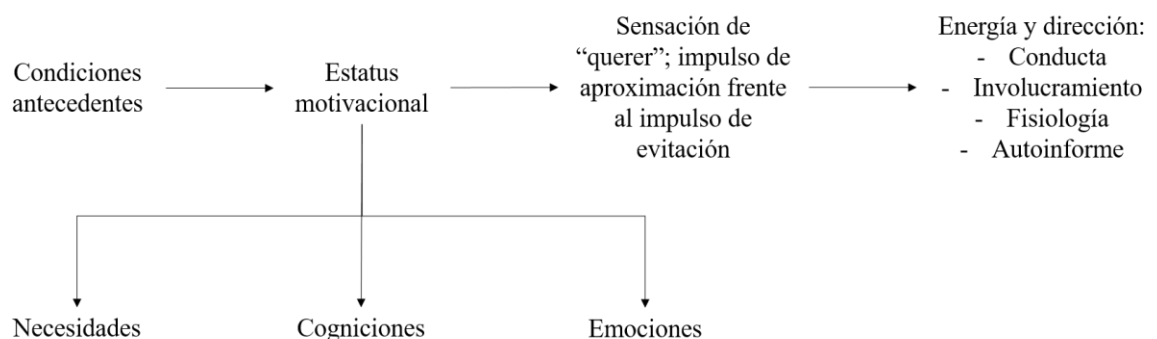 Condiciones
antecedentes
Estatus
motivacional
Sensación de
“querer”; impulso de
aproximación frente
al impulso de
evitación
Energía y dirección:
- Conducta
- Involucramiento
- Fisiología
- Autoinforme
Necesidades
Cogniciones
Emociones